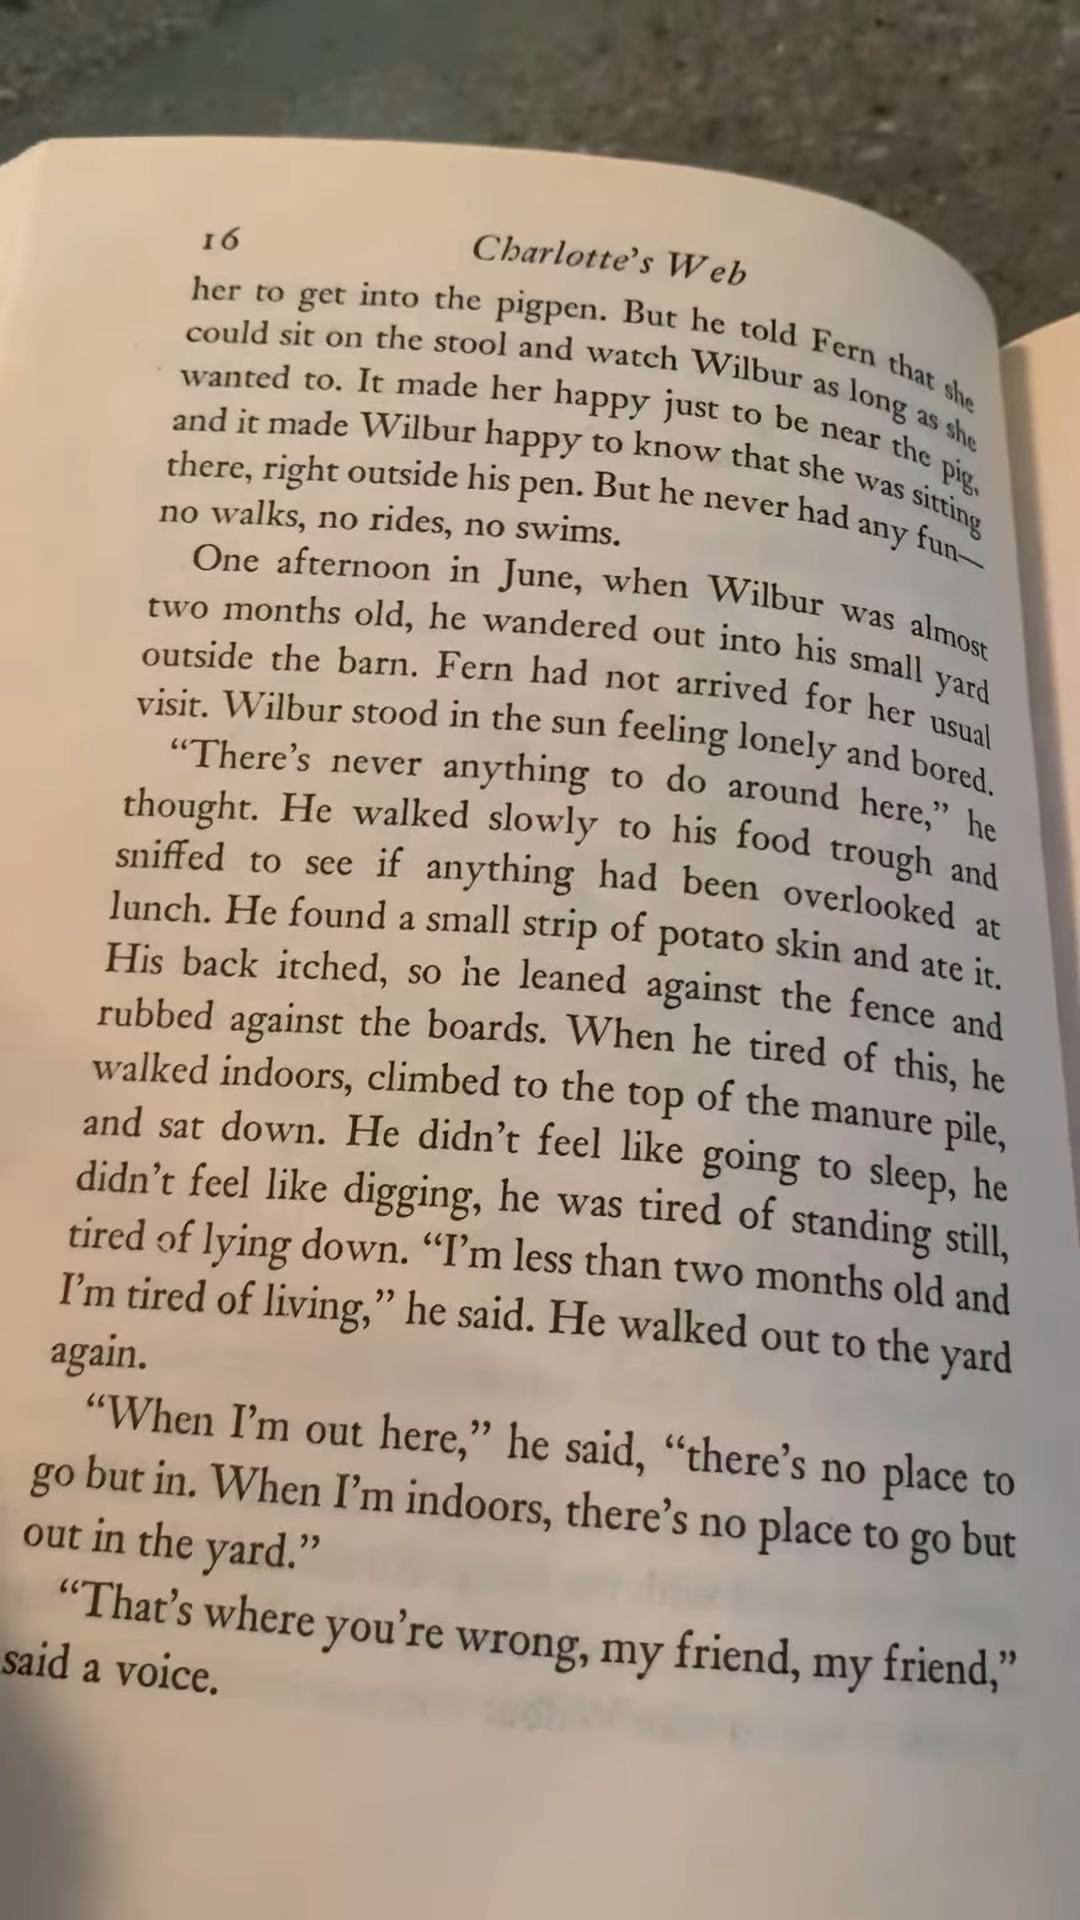 16 Charlotte's Web
her to get into the pigpen. But he told Fern that she
could sit on the stool and watch Wilbur as long as she
wanted to. It made her happy just to be near the pig,
and it made Wilbur happy to know that she was sitting
there, right outside his pen. But he never had any fun—
no walks, no rides, no swims.
One afternoon in June, when Wilbur was almost
two months old, he wandered out into his small yard
outside the barn. Fern had not arrived for her usual
visit. Wilbur stood in the sun feeling lonely and bored.
“There's never anything to do around here,” he
thought. He walked slowly to his food trough and
sniffed to see if anything had been overlooked at
lunch. He found a small strip of potato skin and ate it.
His back itched, so he leaned against the fence and
rubbed against the boards. When he tired of this, he
walked indoors, climbed to the top of the manure pile,
and sat down. He didn't feel like going to sleep, he
didn't feel like digging, he was tired of standing still,
tired of lying down. “I'm less than two months old and
I'm tired of living,” he said. He walked out to the yard
again.
“When I'm out here,” he said, “there's no place to
go but in. When I'm indoors, there's no place to go but
out in the yard.”
“That's where you're wrong, my friend, my friend,”
said a voice.